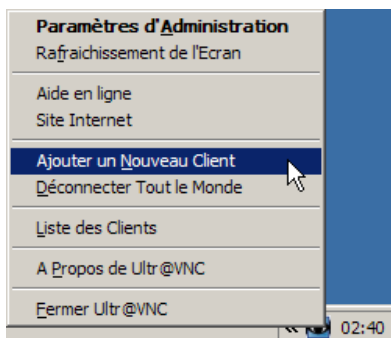 Paramètres d'Administration
Rafraichissement de l'Ecran
Aide en ligne
Site Internet
Ajouter un Nouveau Client
Déconnecter Tout le Monde
Liste des Clients
A Propos de Ultr@VNC
Fermer Ultr@VNC
02:40